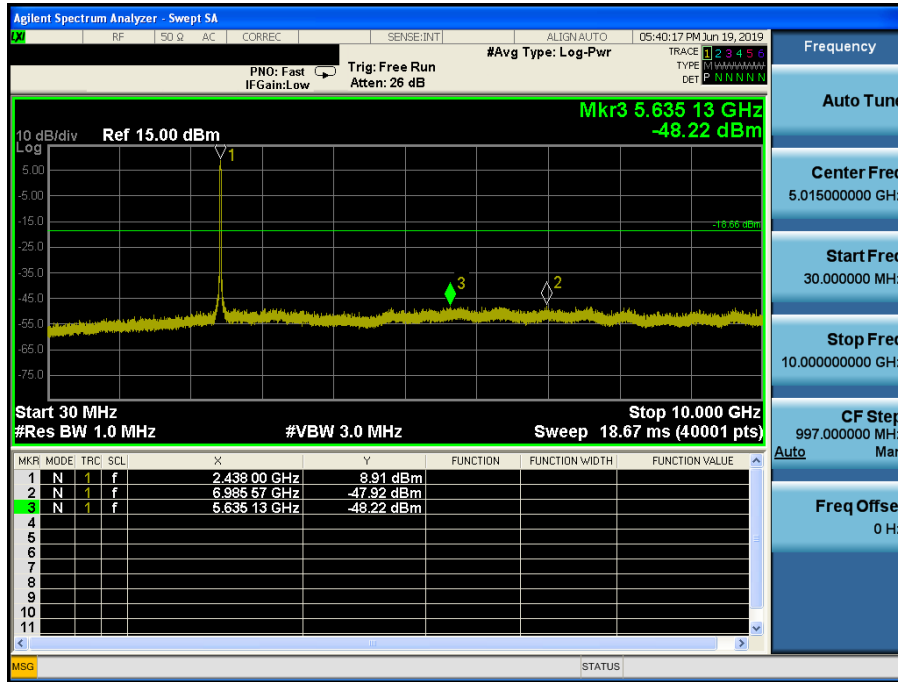 Agilent Spectrum Analyzer - Swept SA
LXI RF 50 Ω AC CORREC SENSE:INT ALIGN AUTO 05:40:17 PM Jun 19, 2019
PNO: Fast
IFGain:Low
Trig: Free Run
Atten: 26 dB
#Avg Type: Log-Pwr
TRACE 1 2 3 4 5 6
TYPE M WWWWW
DET P N N N N N
Mkr3 5.635 13 GHz
-48.22 dBm
10 dB/div Ref 15.00 dBm
Log
1
5.00
-5.00
-15.0
-18.66 dBm
-25.0
-35.0
3 2
-45.0
-55.0
-65.0
-75.0
Start 30 MHz Stop 10.000 GHz
#Res BW 1.0 MHz #VBW 3.0 MHz Sweep 18.67 ms (40001 pts)
MKR MODE TRC SCL X Y FUNCTION FUNCTION WIDTH FUNCTION VALUE
1 N 1 f 2.438 00 GHz 8.91 dBm
2 N 1 f 6.985 57 GHz -47.92 dBm
3 N 1 f 5.635 13 GHz -48.22 dBm
4
5
6
7
8
9
10
11
MSG STATUS
Frequency
Auto Tune
Center Freq
5.015000000 GHz
Start Freq
30.000000 MHz
Stop Freq
10.000000000 GHz
CF Step
997.000000 MHz
Auto Man
Freq Offset
0 Hz